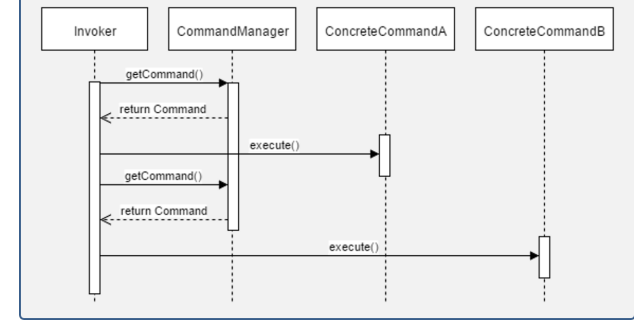 Invoker
CommandManager
ConcreteCommandA
ConcreteCommandB
getCommand()
return Command
execute()
getCommand()
return Command
execute()